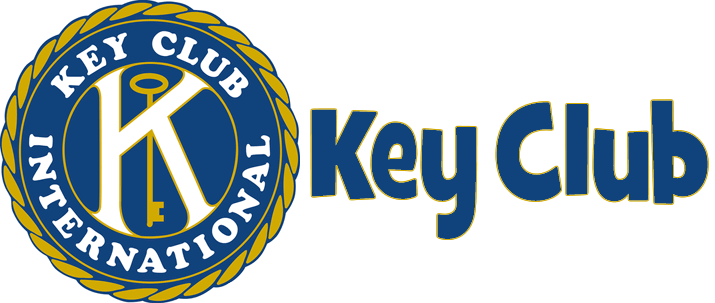 KEY CLUB
K
INTERNATIONAL
Key Club